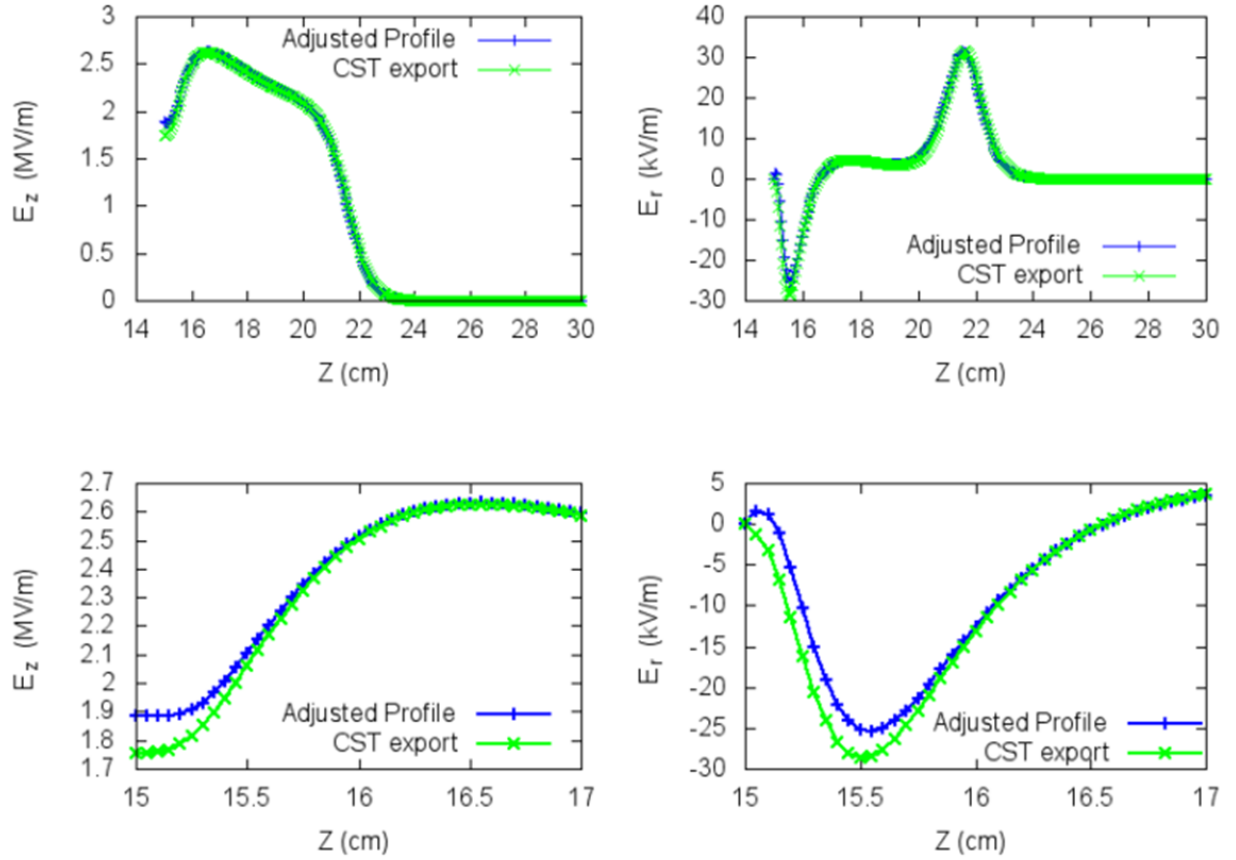 3
2.5
2
1.5
1
0.5
0
E_z (MV/m)
Adjusted Profile
CST export
14 16 18 20 22 24 26 28 30
Z (cm)
40
30
20
10
0
-10
-20
-30
E_r (kV/m)
Adjusted Profile
CST export
14 16 18 20 22 24 26 28 30
Z (cm)
2.7
2.6
2.5
2.4
2.3
2.2
2.1
2
1.9
1.8
1.7
E_z (MV/m)
Adjusted Profile
CST export
15 15.5 16 16.5 17
Z (cm)
5
0
-5
-10
-15
-20
-25
-30
E_r (kV/m)
Adjusted Profile
CST export
15 15.5 16 16.5 17
Z (cm)